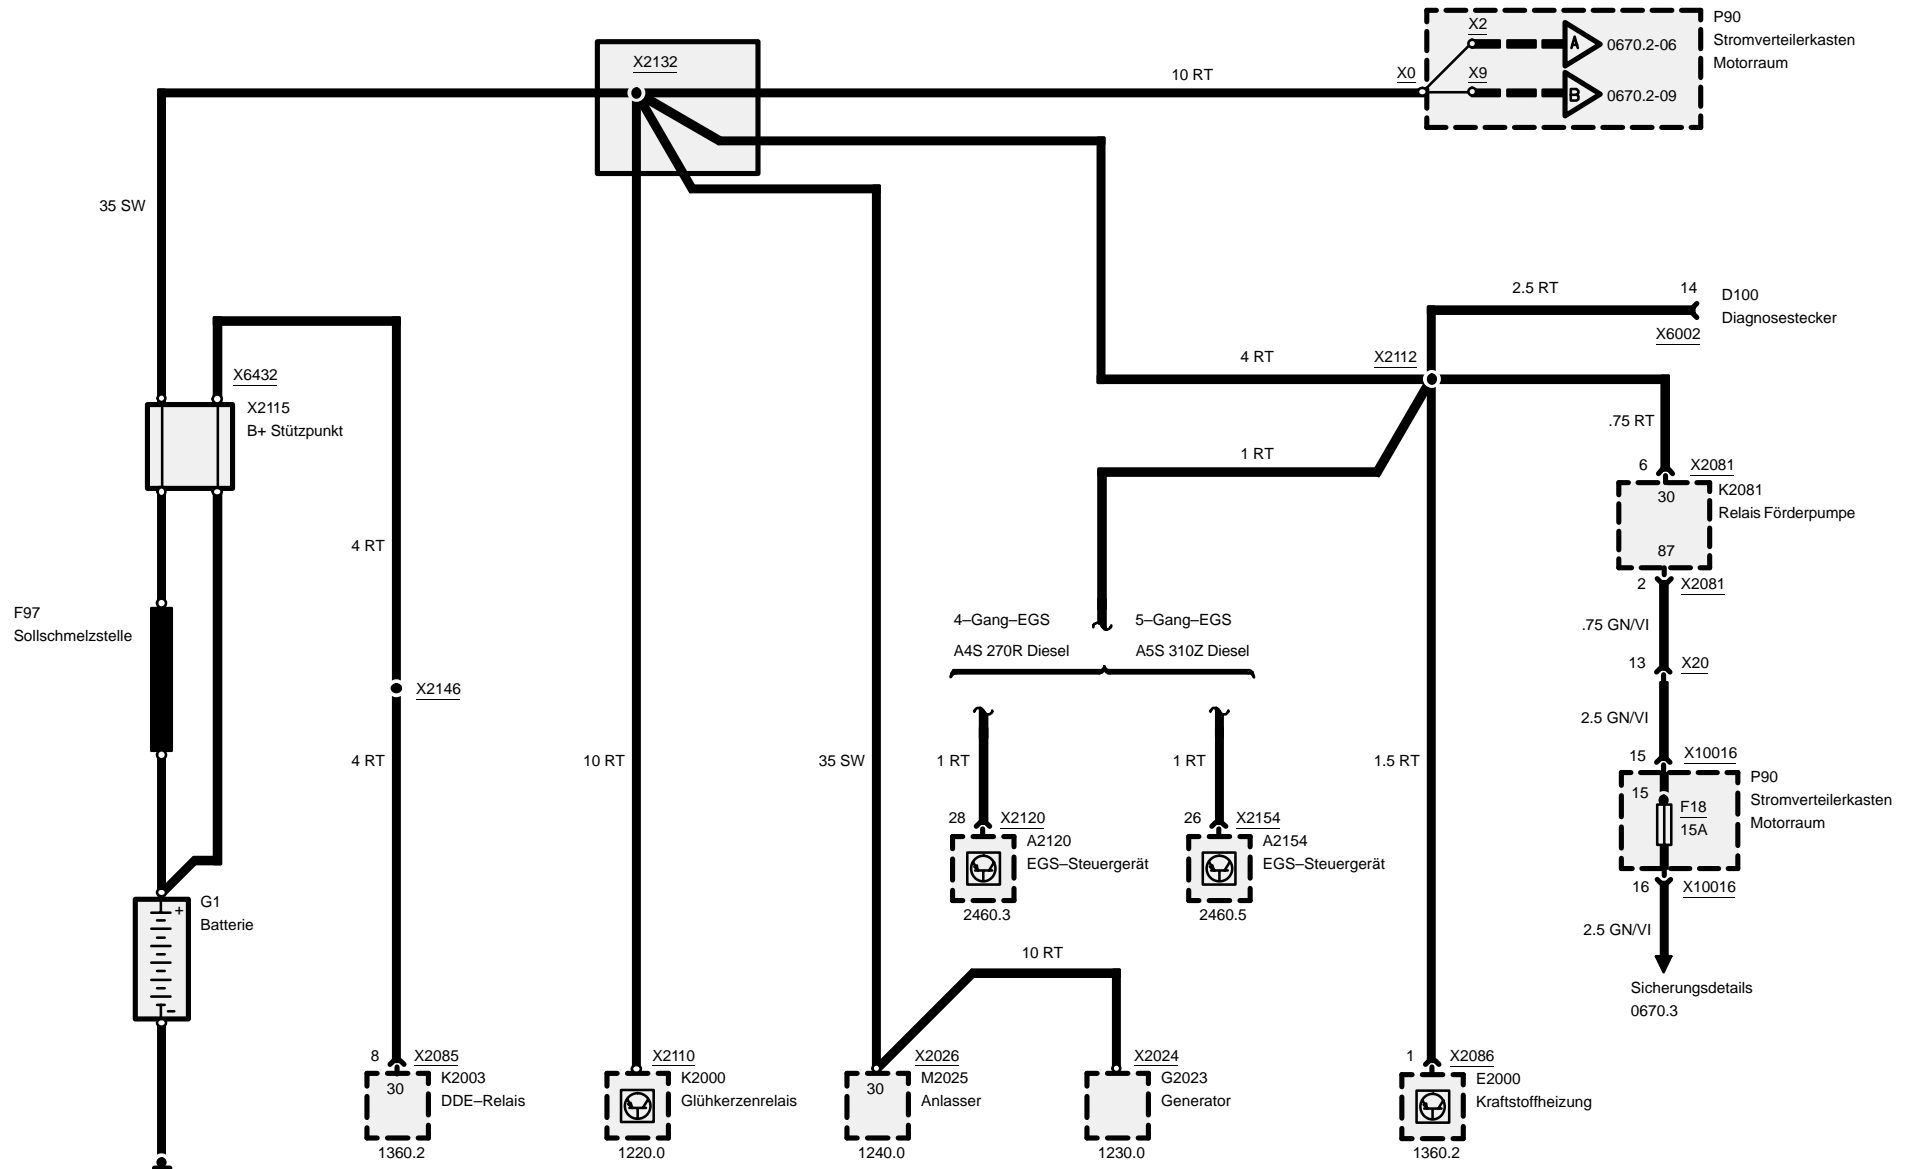 P90
Stromverteilerkasten
Motorraum
X2
A 0670.2-06
X0
X9
B 0670.2-09
10 RT
X2132
35 SW
2.5 RT
14
D100
Diagnosestecker
X6002
4 RT
X2112
X6432
X2115
B+ Stützpunkt
.75 RT
1 RT
6 X2081
K2081
Relais Förderpumpe
30
87
2 X2081
4 RT
F97
Sollschmelzstelle
4–Gang–EGS
A4S 270R Diesel
5–Gang–EGS
A5S 310Z Diesel
.75 GN/VI
13 X20
X2146
2.5 GN/VI
4 RT
10 RT
35 SW
1 RT
1 RT
1.5 RT
15 X10016
P90
Stromverteilerkasten
Motorraum
15
F18
15A
28 X2120
A2120
EGS–Steuergerät
2460.3
26 X2154
A2154
EGS–Steuergerät
2460.5
16 X10016
G1
Batterie
+
-
2.5 GN/VI
10 RT
Sicherungsdetails
0670.3
8 X2085
30
K2003
DDE–Relais
1360.2
X2110
K2000
Glühkerzenrelais
1220.0
X2026
30
M2025
Anlasser
1240.0
X2024
G2023
Generator
1230.0
1 X2086
E2000
Kraftstoffheizung
1360.2